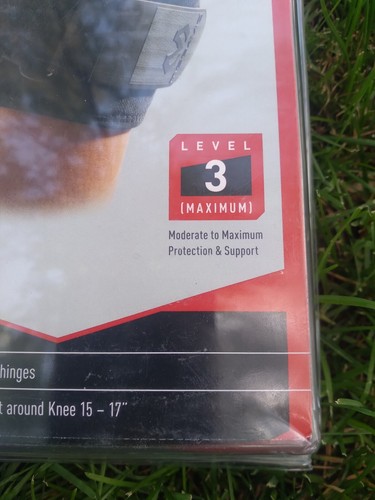 LEVEL
3
(MAXIMUM)
Moderate to Maximum
Protection & Support
hinges
t around Knee 15 – 17"